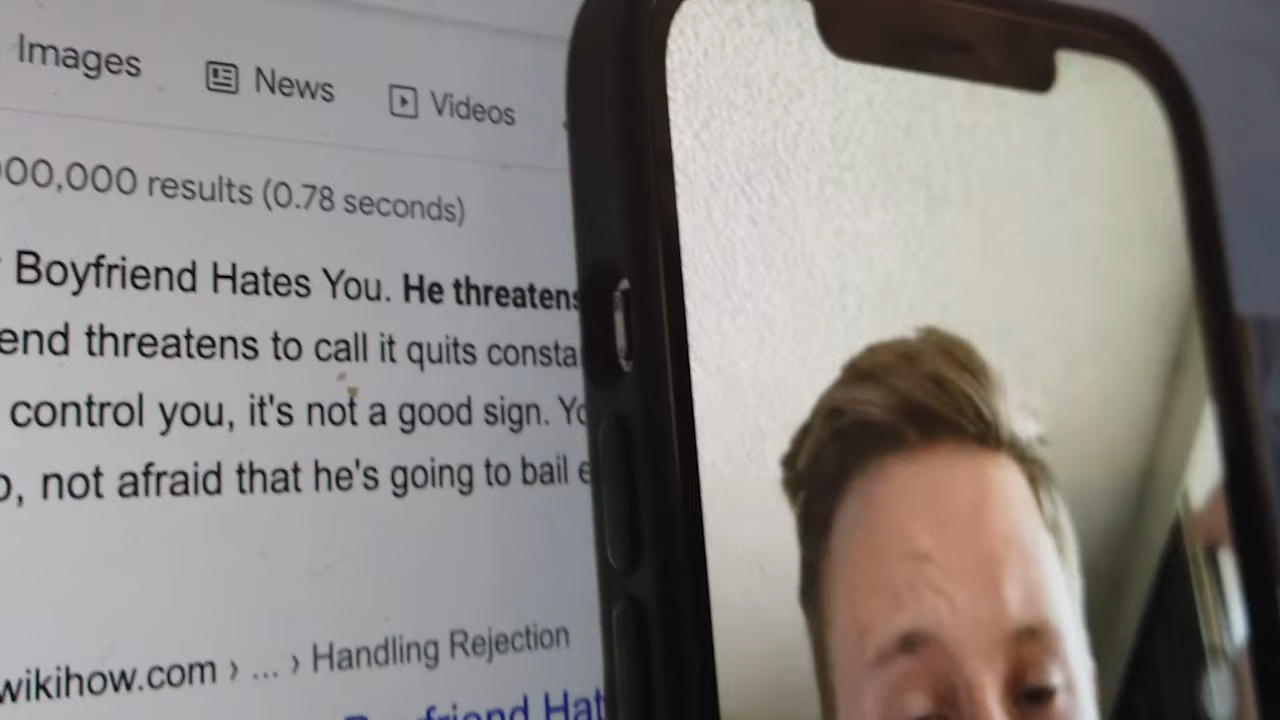 Images News Videos
00,000 results (0.78 seconds)
Boyfriend Hates You. He threatens
end threatens to call it quits consta
control you, it's not a good sign. Yo
, not afraid that he's going to bail e
wikihow.com › ... › Handling Rejection
Boyfriend Hat